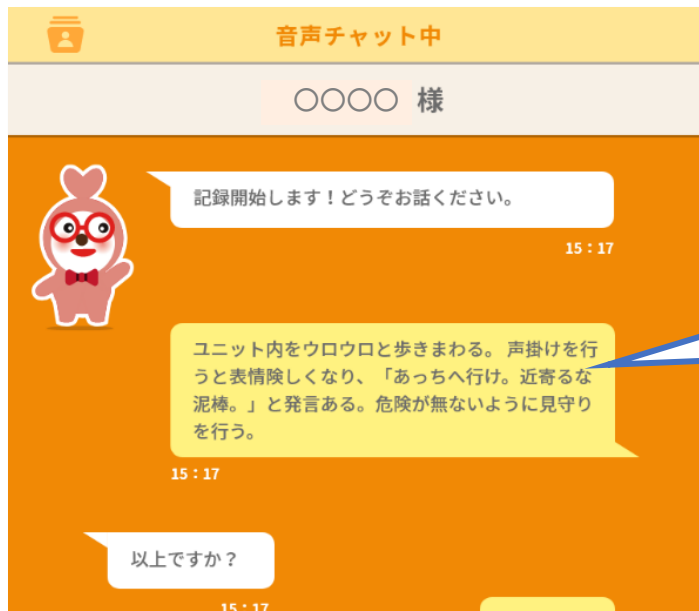 音声チャット中
〇〇〇〇 様
記録開始します！どうぞお話ください。
15：17
ユニット内をウロウロと歩きまわる。 声掛けを行
うと表情険しくなり、「あっちへ行け。近寄るな
泥棒。」と発言ある。危険が無ないように見守り
を行う。
15：17
以上ですか？
15：17